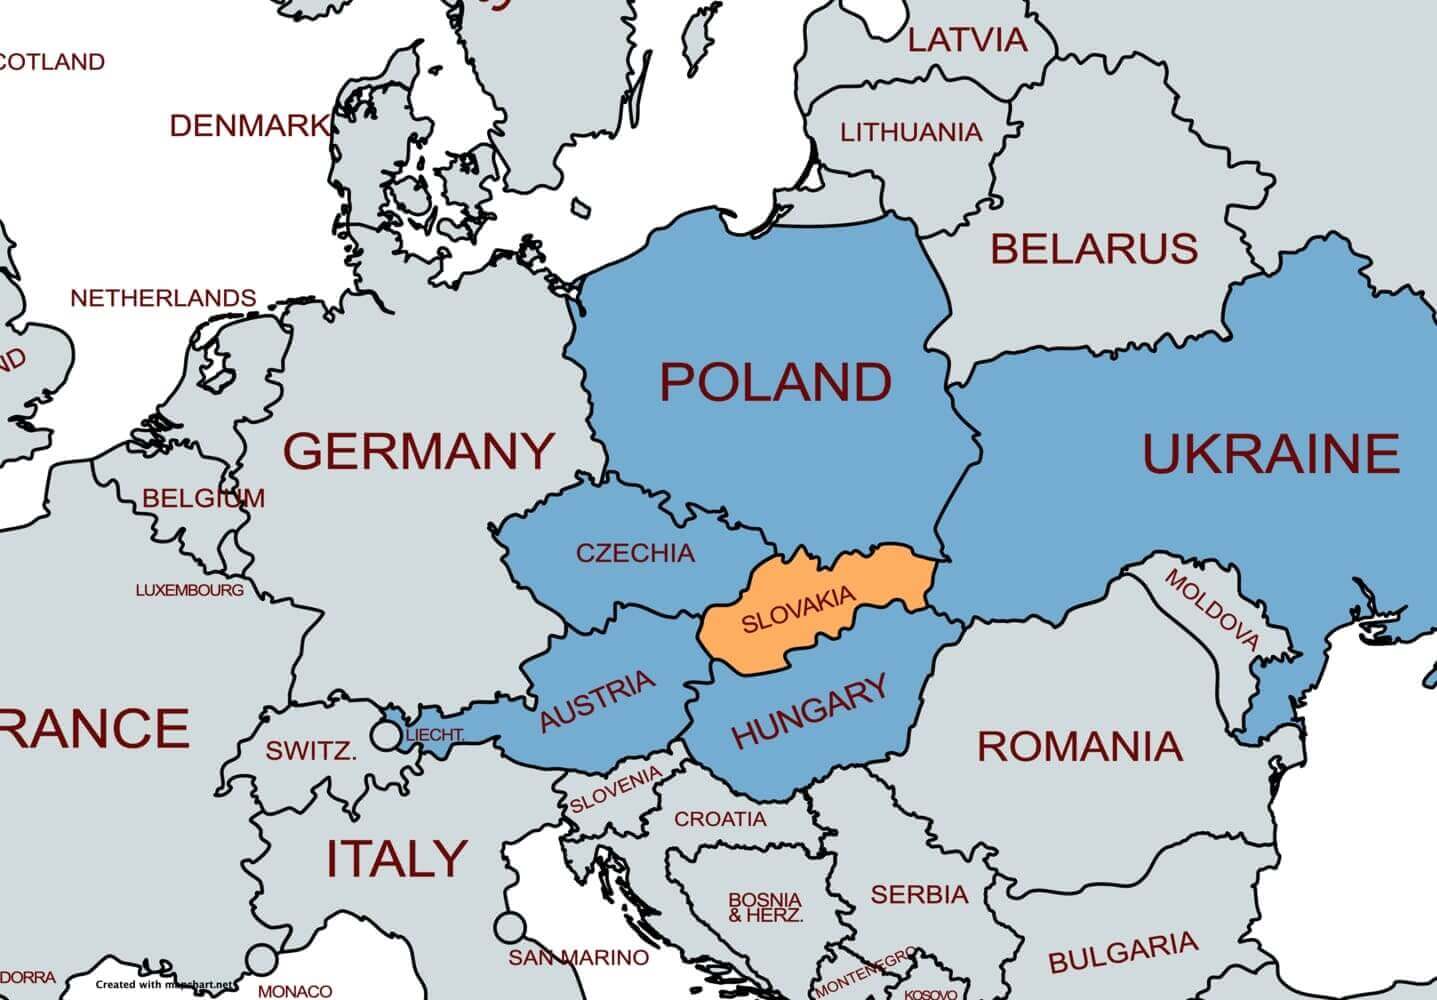 LATVIA
COTLAND
DENMARK
LITHUANIA
BELARUS
NETHERLANDS
ND
POLAND
GERMANY
UKRAINE
BELGIUM
CZECHIA
LUXEMBOURG
SLOVAKIA
MOLDOVA
AUSTRIA
HUNGARY
RANCE
LIECHT.
SWITZ.
ROMANIA
SLOVENIA
CROATIA
ITALY
SERBIA
BOSNIA
& HERZ.
BULGARIA
SAN MARINO
MONTENEGRO
DORRA
Created with mapchart.net
MONACO
KOSOVO